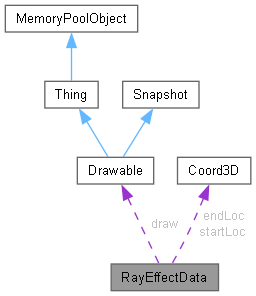 MemoryPoolObject
Thing
Snapshot
Drawable
Coord3D
draw
endLoc
startLoc
RayEffectData